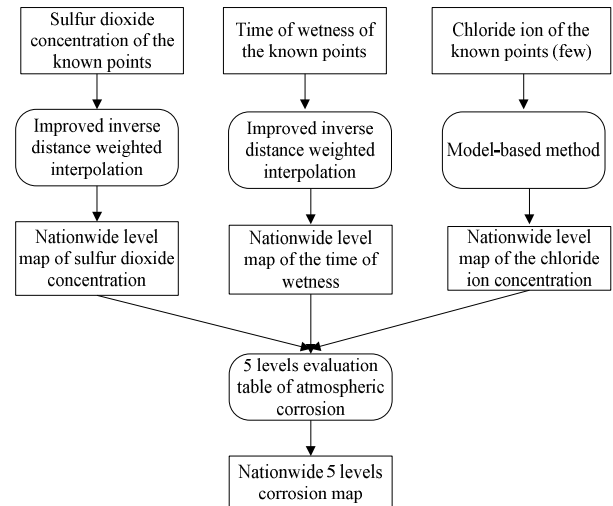 Sulfur dioxide
concentration of the
known points
Time of wetness of
the known points
Chloride ion of the
known points (few)
Improved inverse
distance weighted
interpolation
Improved inverse
distance weighted
interpolation
Model-based method
Nationwide level
map of sulfur dioxide
concentration
Nationwide level
map of the time of
wetness
Nationwide level
map of the chloride
ion concentration
5 levels evaluation
table of atmospheric
corrosion
Nationwide 5 levels
corrosion map